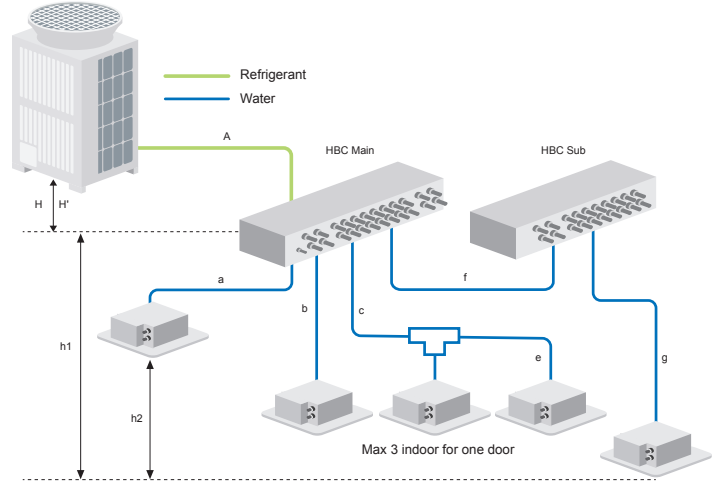 Refrigerant
Water
A
HBC Main
HBC Sub
H
H'
a
f
b
c
h1
e
g
h2
Max 3 indoor for one door